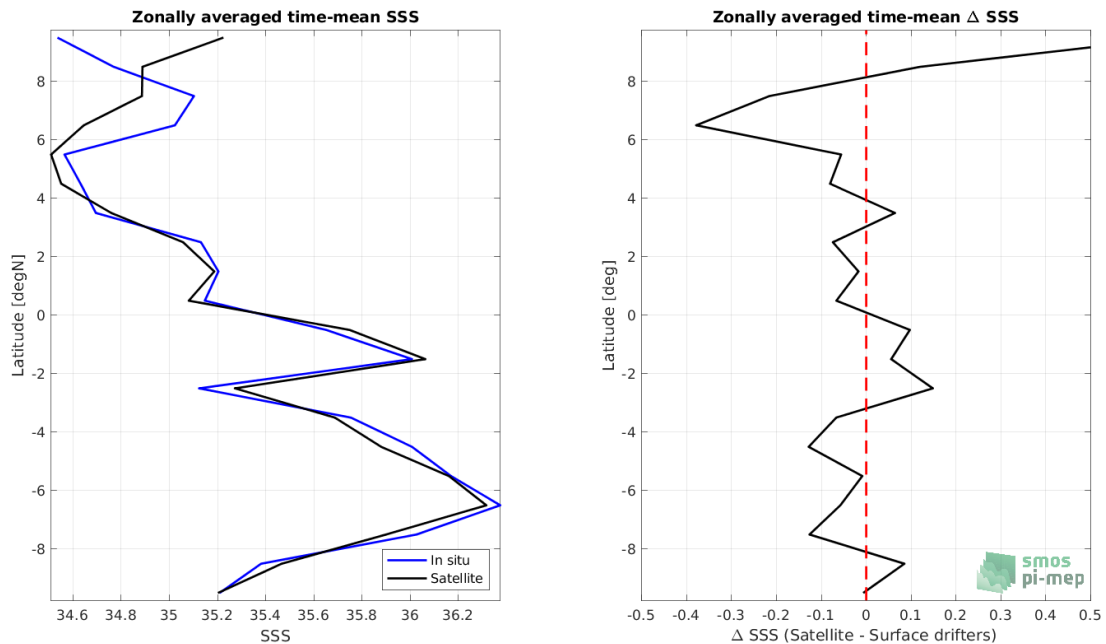 Zonally averaged time-mean SSS
8
6
4
2
0
-2
-4
-6
-8
Latitude [degN]
34.6 34.8 35 35.2 35.4 35.6 35.8 36 36.2
SSS
In situ
Satellite
Zonally averaged time-mean Δ SSS
8
6
4
2
0
-2
-4
-6
-8
Latitude [deg]
-0.5 -0.4 -0.3 -0.2 -0.1 0 0.1 0.2 0.3 0.4 0.5
Δ SSS (Satellite - Surface drifters)
smos
pi-mep